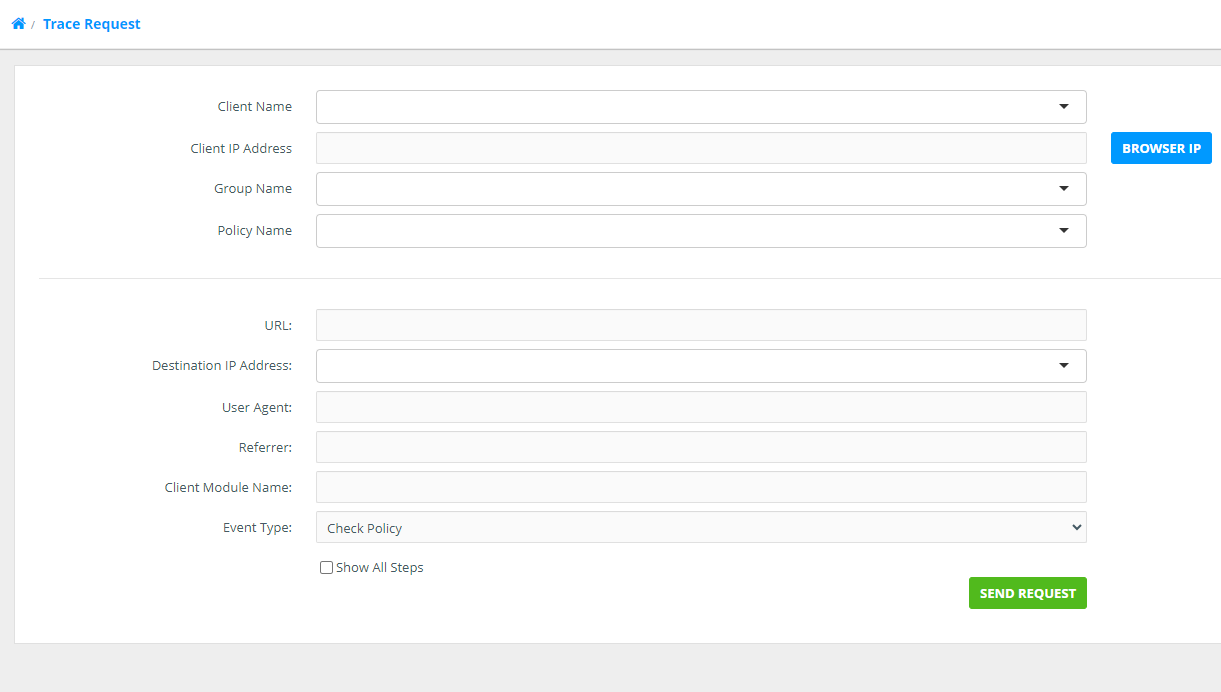 / Trace Request
Client Name
Client IP Address
BROWSER IP
Group Name
Policy Name
URL:
Destination IP Address:
User Agent:
Referrer:
Client Module Name:
Event Type:
Check Policy
Show All Steps
SEND REQUEST